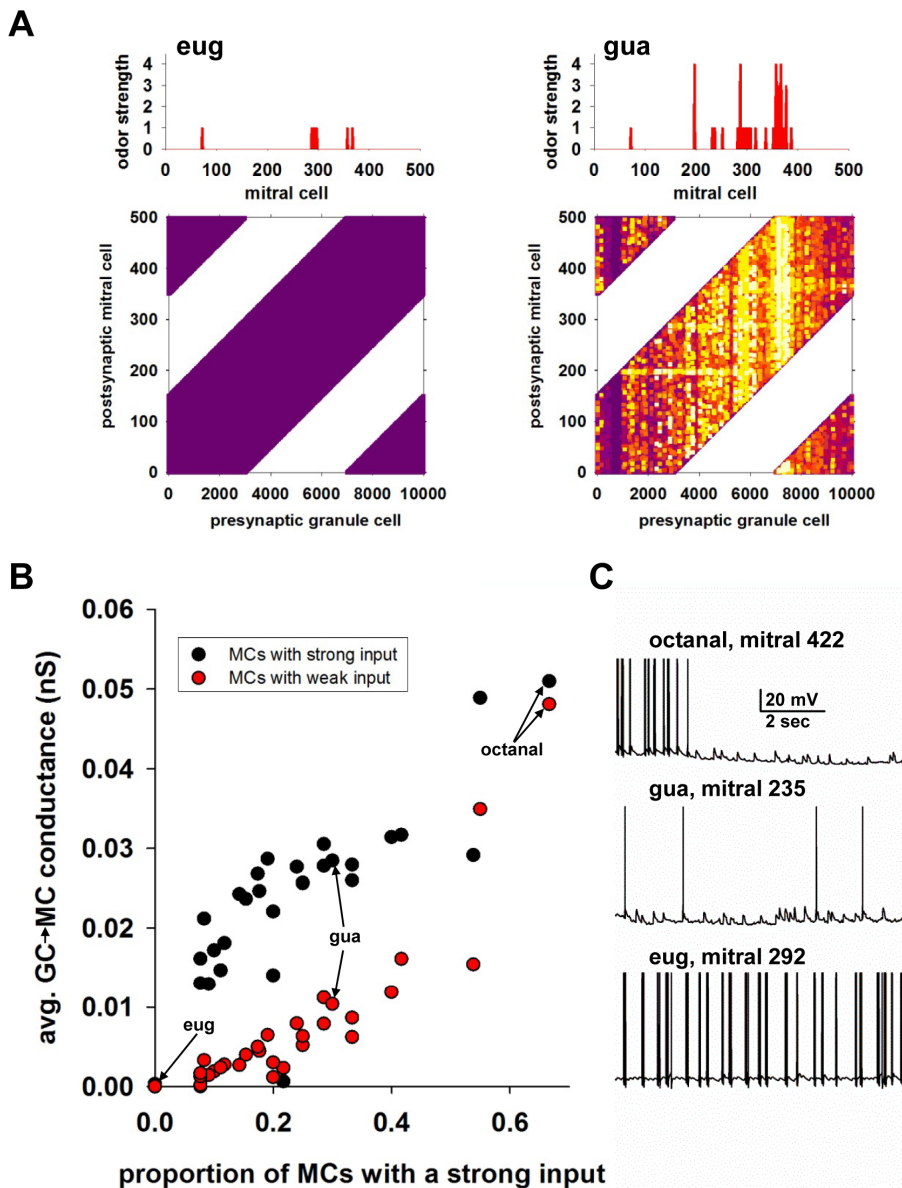 A
eug
odor strength
4
3
2
1
0
0 100 200 300 400 500
mitral cell
postsynaptic mitral cell
500
400
300
200
100
0
0 2000 4000 6000 8000 10000
presynaptic granule cell
gua
odor strength
4
3
2
1
0
0 100 200 300 400 500
mitral cell
postsynaptic mitral cell
500
400
300
200
100
0
0 2000 4000 6000 8000 10000
presynaptic granule cell
B
avg. GC→MC conductance (nS)
0.06
0.05
0.04
0.03
0.02
0.01
0.00
MCs with strong input
MCs with weak input
octanal
gua
eug
0.0 0.2 0.4 0.6
proportion of MCs with a strong input
C
octanal, mitral 422
20 mV
2 sec
gua, mitral 235
eug, mitral 292